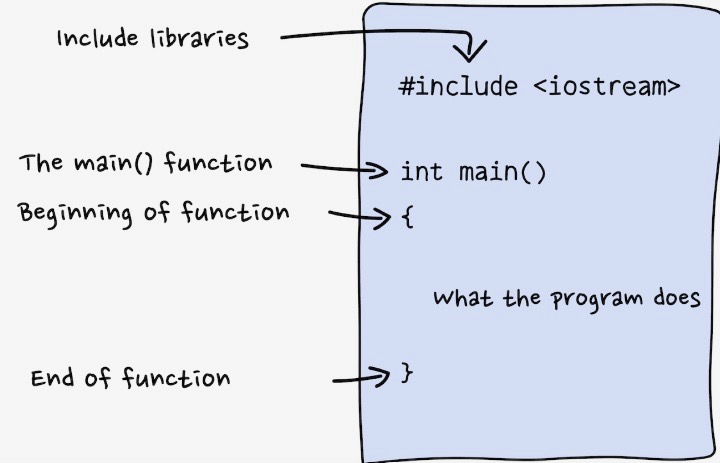 Include libraries
#include <iostream>
The main() function
int main()
Beginning of function
{
What the program does
End of function
}